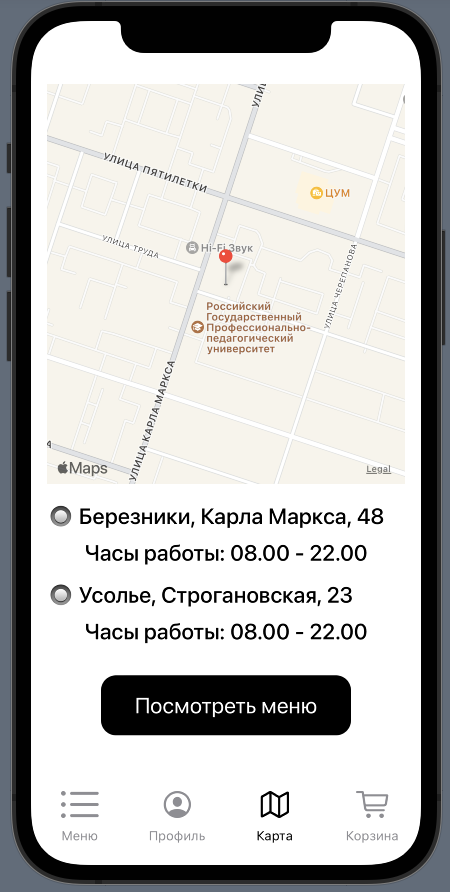 УЛИ
УЛИЦА ПЯТИЛЕТКИ
ЦУМ
УЛИЦА ТРУДА
Hi-Fi Звук
УЛИЦА ЧЕРЕПАНОВА
Российский
Государственный
Профессионально-
педагогический
университет
УЛИЦА КАРЛА МАРКСА
Maps
Legal
Березники, Карла Маркса, 48
Часы работы: 08.00 - 22.00
Усолье, Строгановская, 23
Часы работы: 08.00 - 22.00
Посмотреть меню
Меню Профиль Карта Корзина